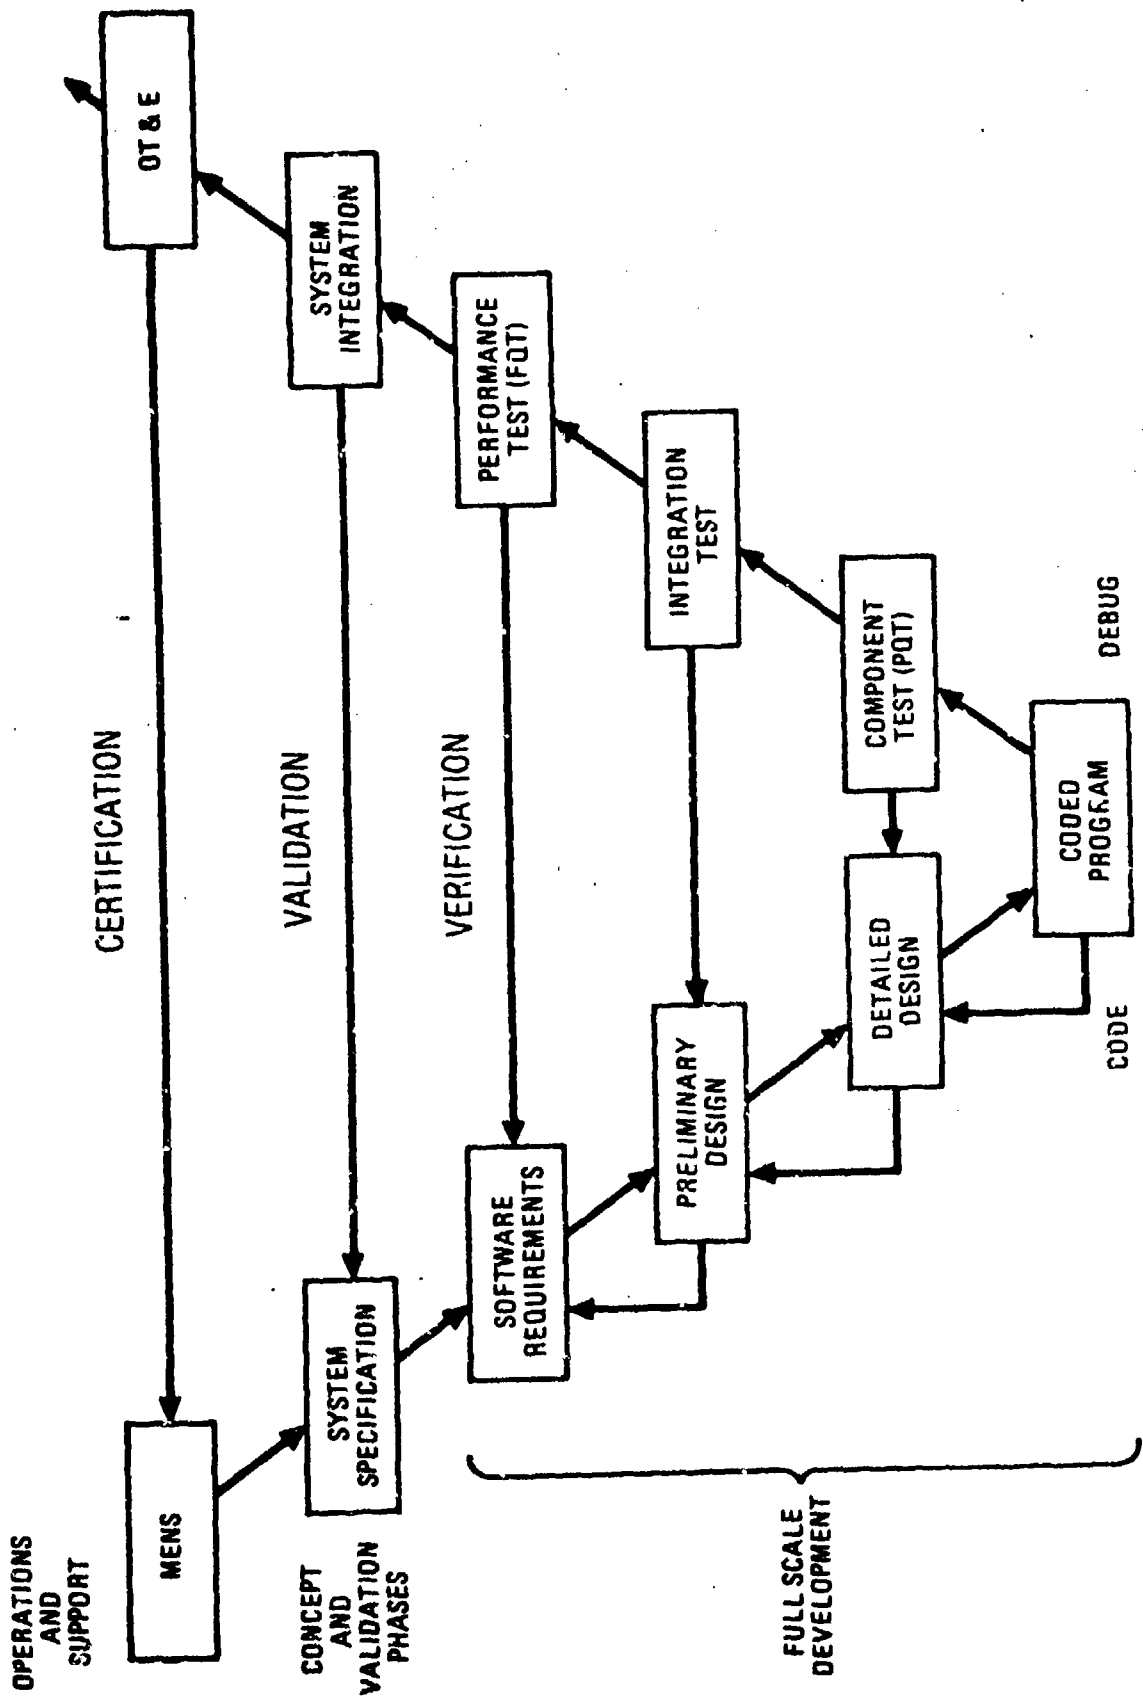 OPERATIONS
AND
SUPPORT
MENS
CERTIFICATION
OT & E
CONCEPT
AND
VALIDATION
PHASES
SYSTEM
SPECIFICATION
VALIDATION
SYSTEM
INTEGRATION
SOFTWARE
REQUIREMENTS
VERIFICATION
PERFORMANCE
TEST (FQT)
FULL SCALE
DEVELOPMENT
PRELIMINARY
DESIGN
INTEGRATION
TEST
DETAILED
DESIGN
COMPONENT
TEST (PQT)
CODE
CODED
PROGRAM
DEBUG